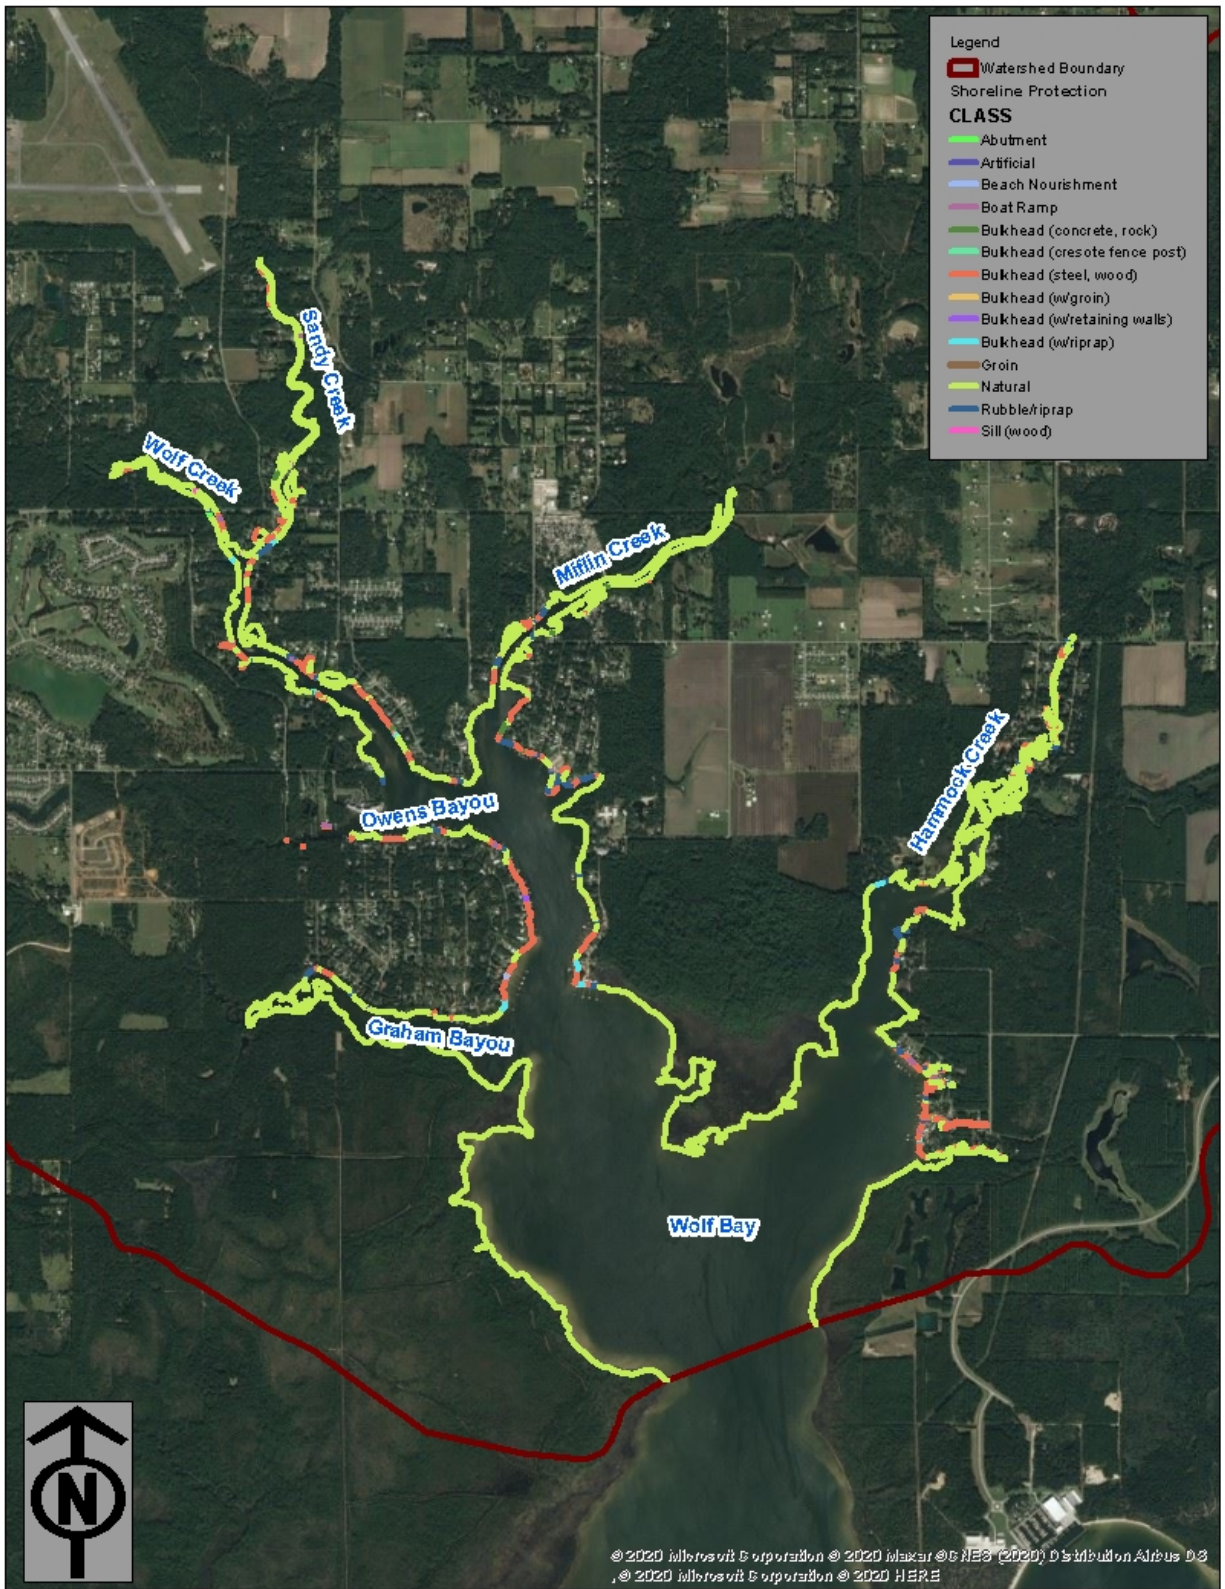 Legend
Watershed Boundary
Shoreline Protection
CLASS
Abutment
Artificial
Beach Nourishment
Boat Ramp
Bulkhead (concrete, rock)
Bulkhead (cresote fence post)
Bulkhead (steel, wood)
Bulkhead (w/groin)
Bulkhead (w/retaining walls)
Bulkhead (w/riprap)
Groin
Natural
Rubble/riprap
Sill (wood)
Sandy Creek
Wolf Creek
Miflin Creek
Hammock Creek
Owens Bayou
Graham Bayou
Wolf Bay
N
© 2020 Microsoft Corporation © 2020 Maxar ©CNES (2020) Distribution Airbus DS
, © 2020 Microsoft Corporation © 2020 HERE